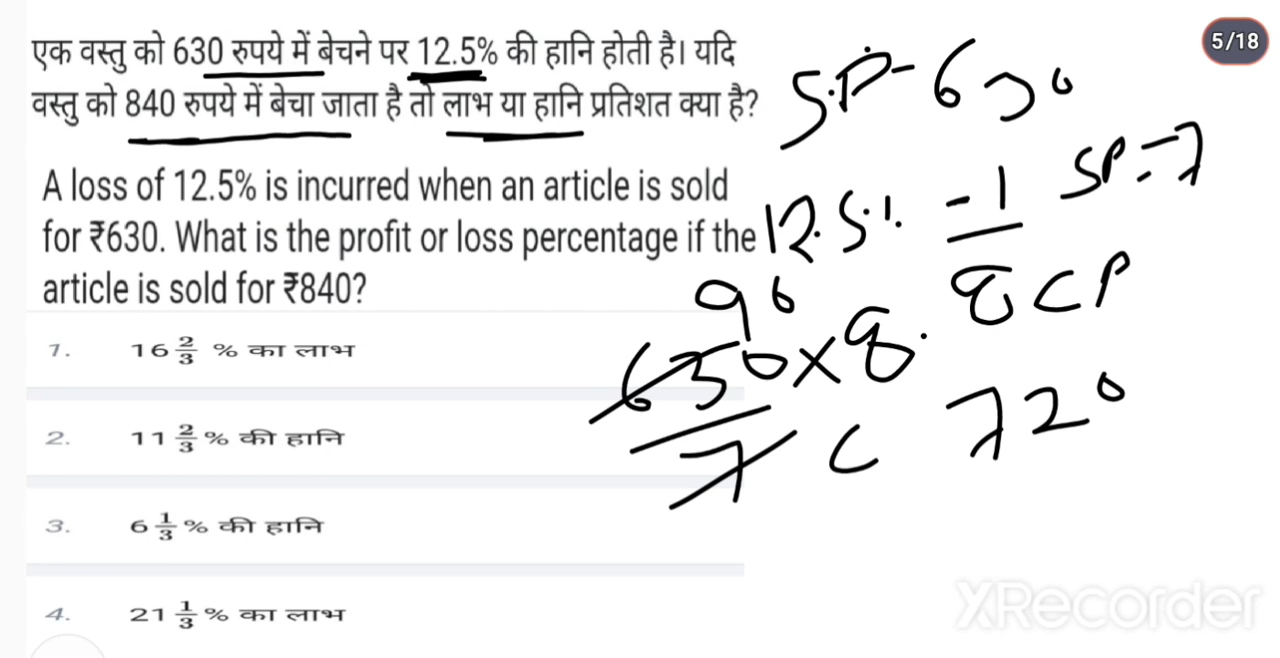 एक वस्तु को 630 रुपये में बेचने पर 12.5% की हानि होती है। यदि
वस्तु को 840 रुपये में बेचा जाता है तो लाभ या हानि प्रतिशत क्या है?
A loss of 12.5% is incurred when an article is sold
for ₹630. What is the profit or loss percentage if the
article is sold for ₹840?
1. 16 2/3 % का लाभ
2. 11 2/3 % की हानि
3. 6 1/3 % की हानि
4. 21 1/3 % का लाभ
5/18
S.P- 630
12.5% -1/8 SP-7
CP
90
630×8
7
720
XRecorder